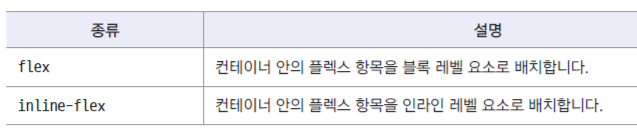 종류 설명
flex 컨테이너 안의 플렉스 항목을 블록 레벨 요소로 배치합니다.
inline-flex 컨테이너 안의 플렉스 항목을 인라인 레벨 요소로 배치합니다.